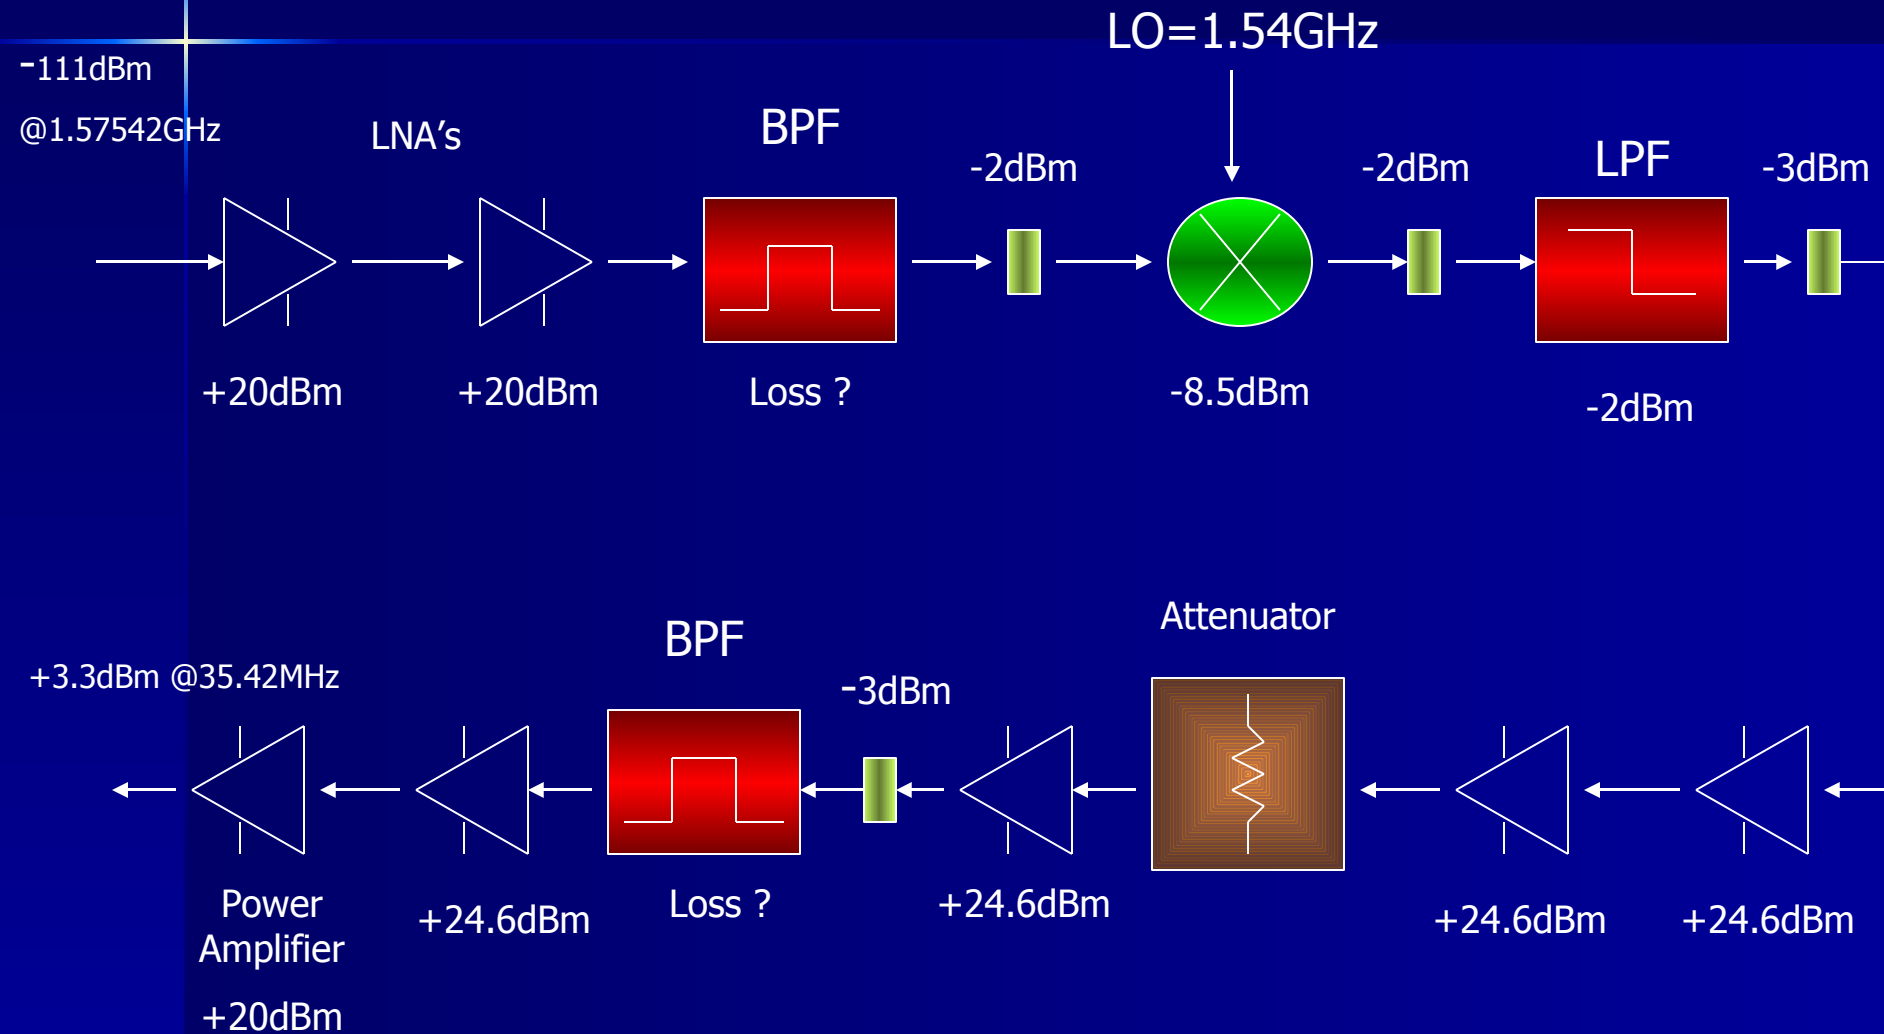 LO=1.54GHz
-111dBm
@1.57542GHz
LNA's
BPF
-2dBm
-2dBm
LPF
-3dBm
+20dBm
+20dBm
Loss ?
-8.5dBm
-2dBm
Attenuator
BPF
+3.3dBm @35.42MHz
-3dBm
Power
Amplifier
+20dBm
+24.6dBm
Loss ?
+24.6dBm
+24.6dBm
+24.6dBm